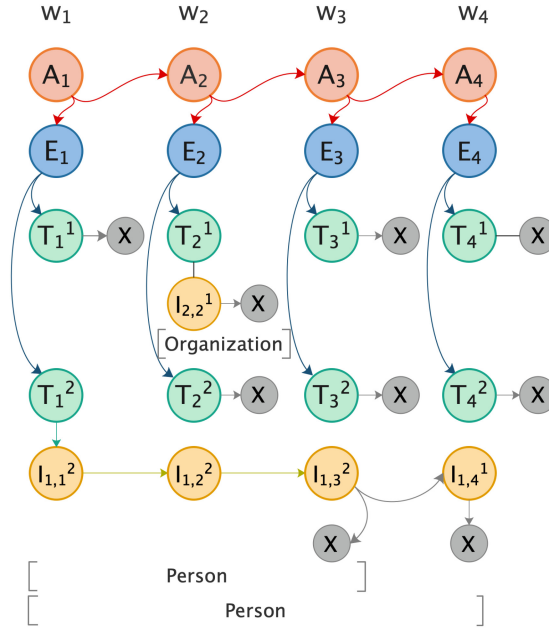 w₁ w₂ w₃ w₄
A₁ A₂ A₃ A₄
E₁ E₂ E₃ E₄
T₁¹ X T₂¹ T₃¹ X T₄¹ X
I₂,₂¹ X
[Organization]
T₁² T₂² X T₃² X T₄² X
I₁,₁² I₁,₂² I₁,₃² I₁,₄¹
X X
Person
Person